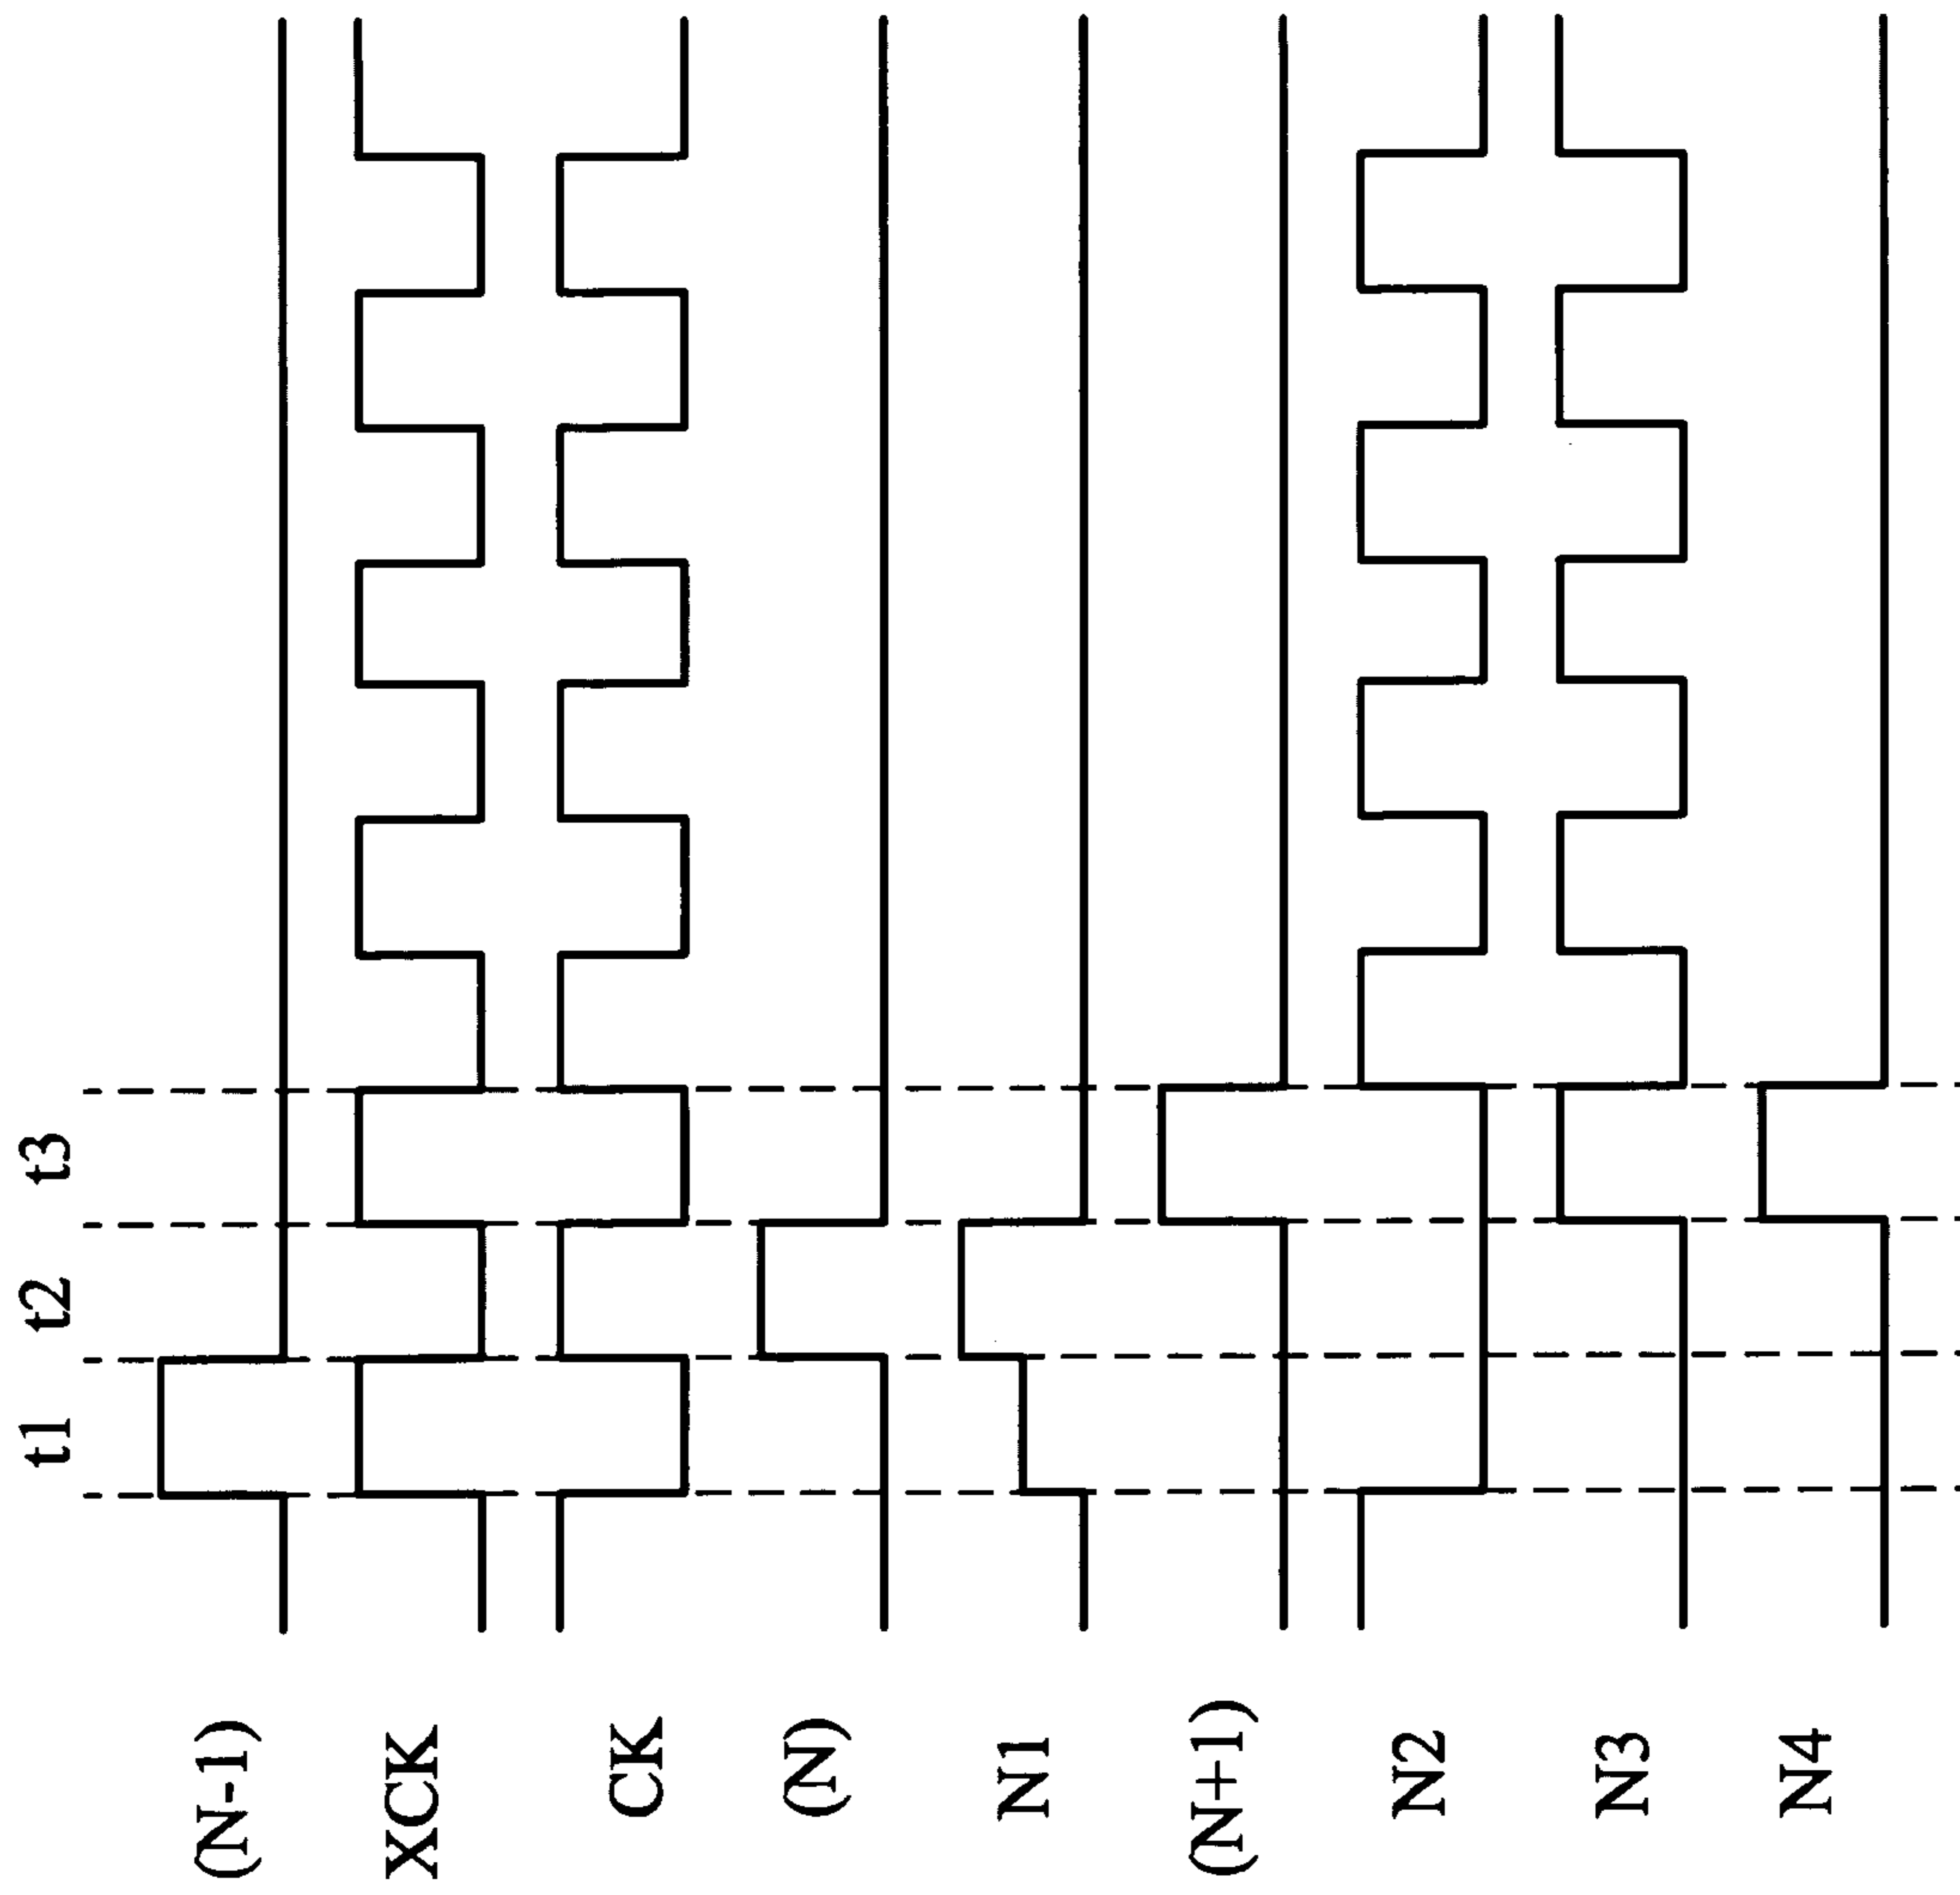 t1 t2 t3
(N-1)
XCK
CK
(N)
N1
(N+1)
N2
N3
N4